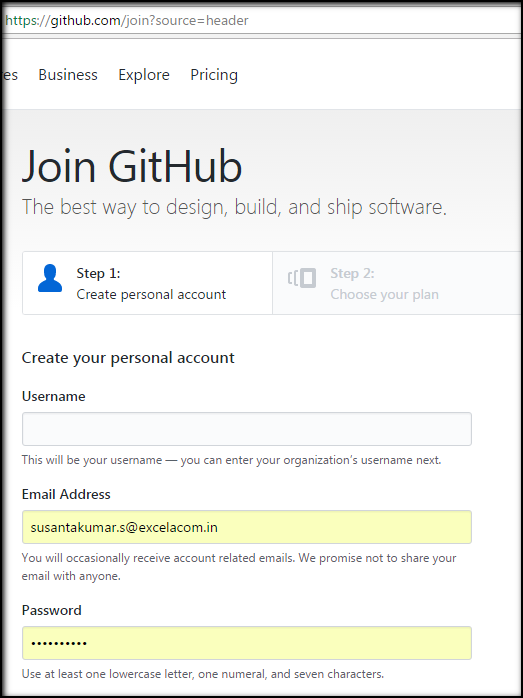 https://github.com/join?source=header
es Business Explore Pricing
Join GitHub
The best way to design, build, and ship software.
Step 1:
Create personal account
Step 2:
Choose your plan
Create your personal account
Username
This will be your username — you can enter your organization's username next.
Email Address
susantakumar.s@excelacom.in
You will occasionally receive account related emails. We promise not to share your
email with anyone.
Password
••••••••••
Use at least one lowercase letter, one numeral, and seven characters.